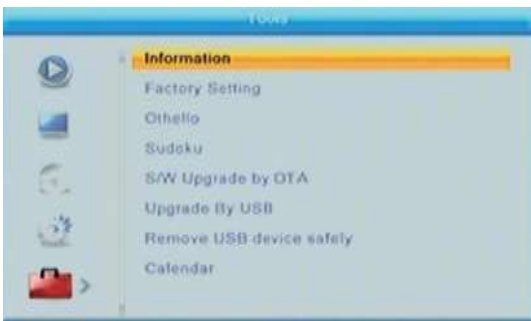 Tools
Information
Factory Setting
Othello
Sudoku
S/W Upgrade by OTA
Upgrade By USB
Remove USB device safely
Calendar